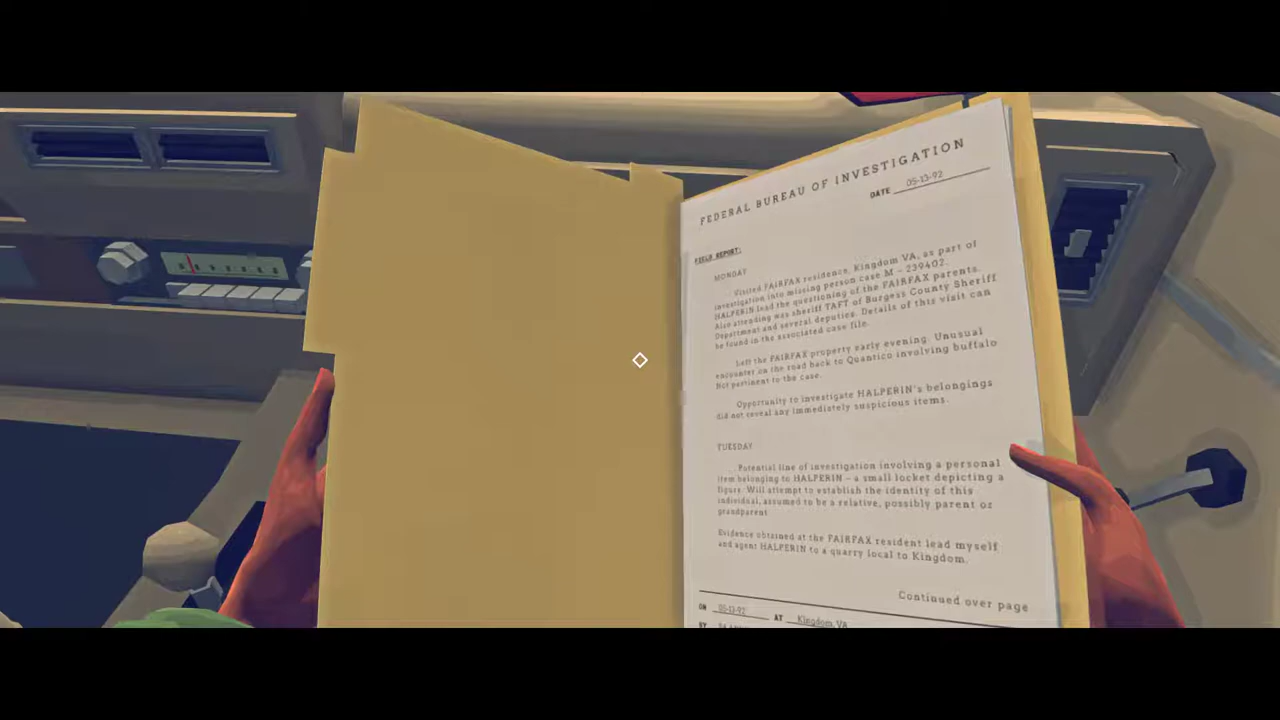 FEDERAL BUREAU OF INVESTIGATION
DATE 05-13-92
FIELD REPORT:
MONDAY
Visited FAIRFAX residence, Kingdom VA, as part of
investigation into missing person case M - 239402.
HALPERIN lead the questioning of the FAIRFAX parents.
Also attending was sheriff TAFT of Burgess County Sheriff
Department and several deputies. Details of this visit can
be found in the associated case file.
Left the FAIRFAX property early evening. Unusual
encounter on the road back to Quantico involving buffalo
Not pertinent to the case.
Opportunity to investigate HALPERIN's belongings
did not reveal any immediately suspicious items.
TUESDAY
Potential line of investigation involving a personal
item belonging to HALPERIN - a small locket depicting a
figure. Will attempt to establish the identity of this
individual, assumed to be a relative, possibly parent or
grandparent
Evidence obtained at the FAIRFAX resident lead myself
and agent HALPERIN to a quarry local to Kingdom.
Continued over page
ON 05-13-92 AT Kingdom, VA
BY